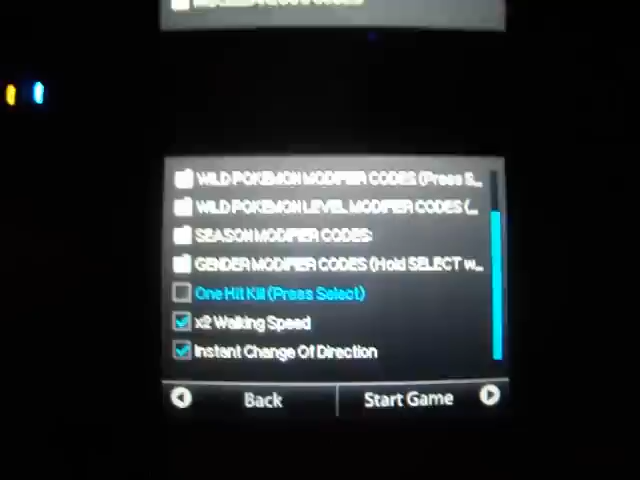 WILD POKEMON MODIFIER CODES (Press S...
WILD POKEMON LEVEL MODIFIER CODES (...
SEASON MODIFIER CODES:
GENDER MODIFIER CODES (Hold SELECT w...
One Hit Kill (Press Select)
x2 Walking Speed
Instant Change Of Direction
Back
Start Game